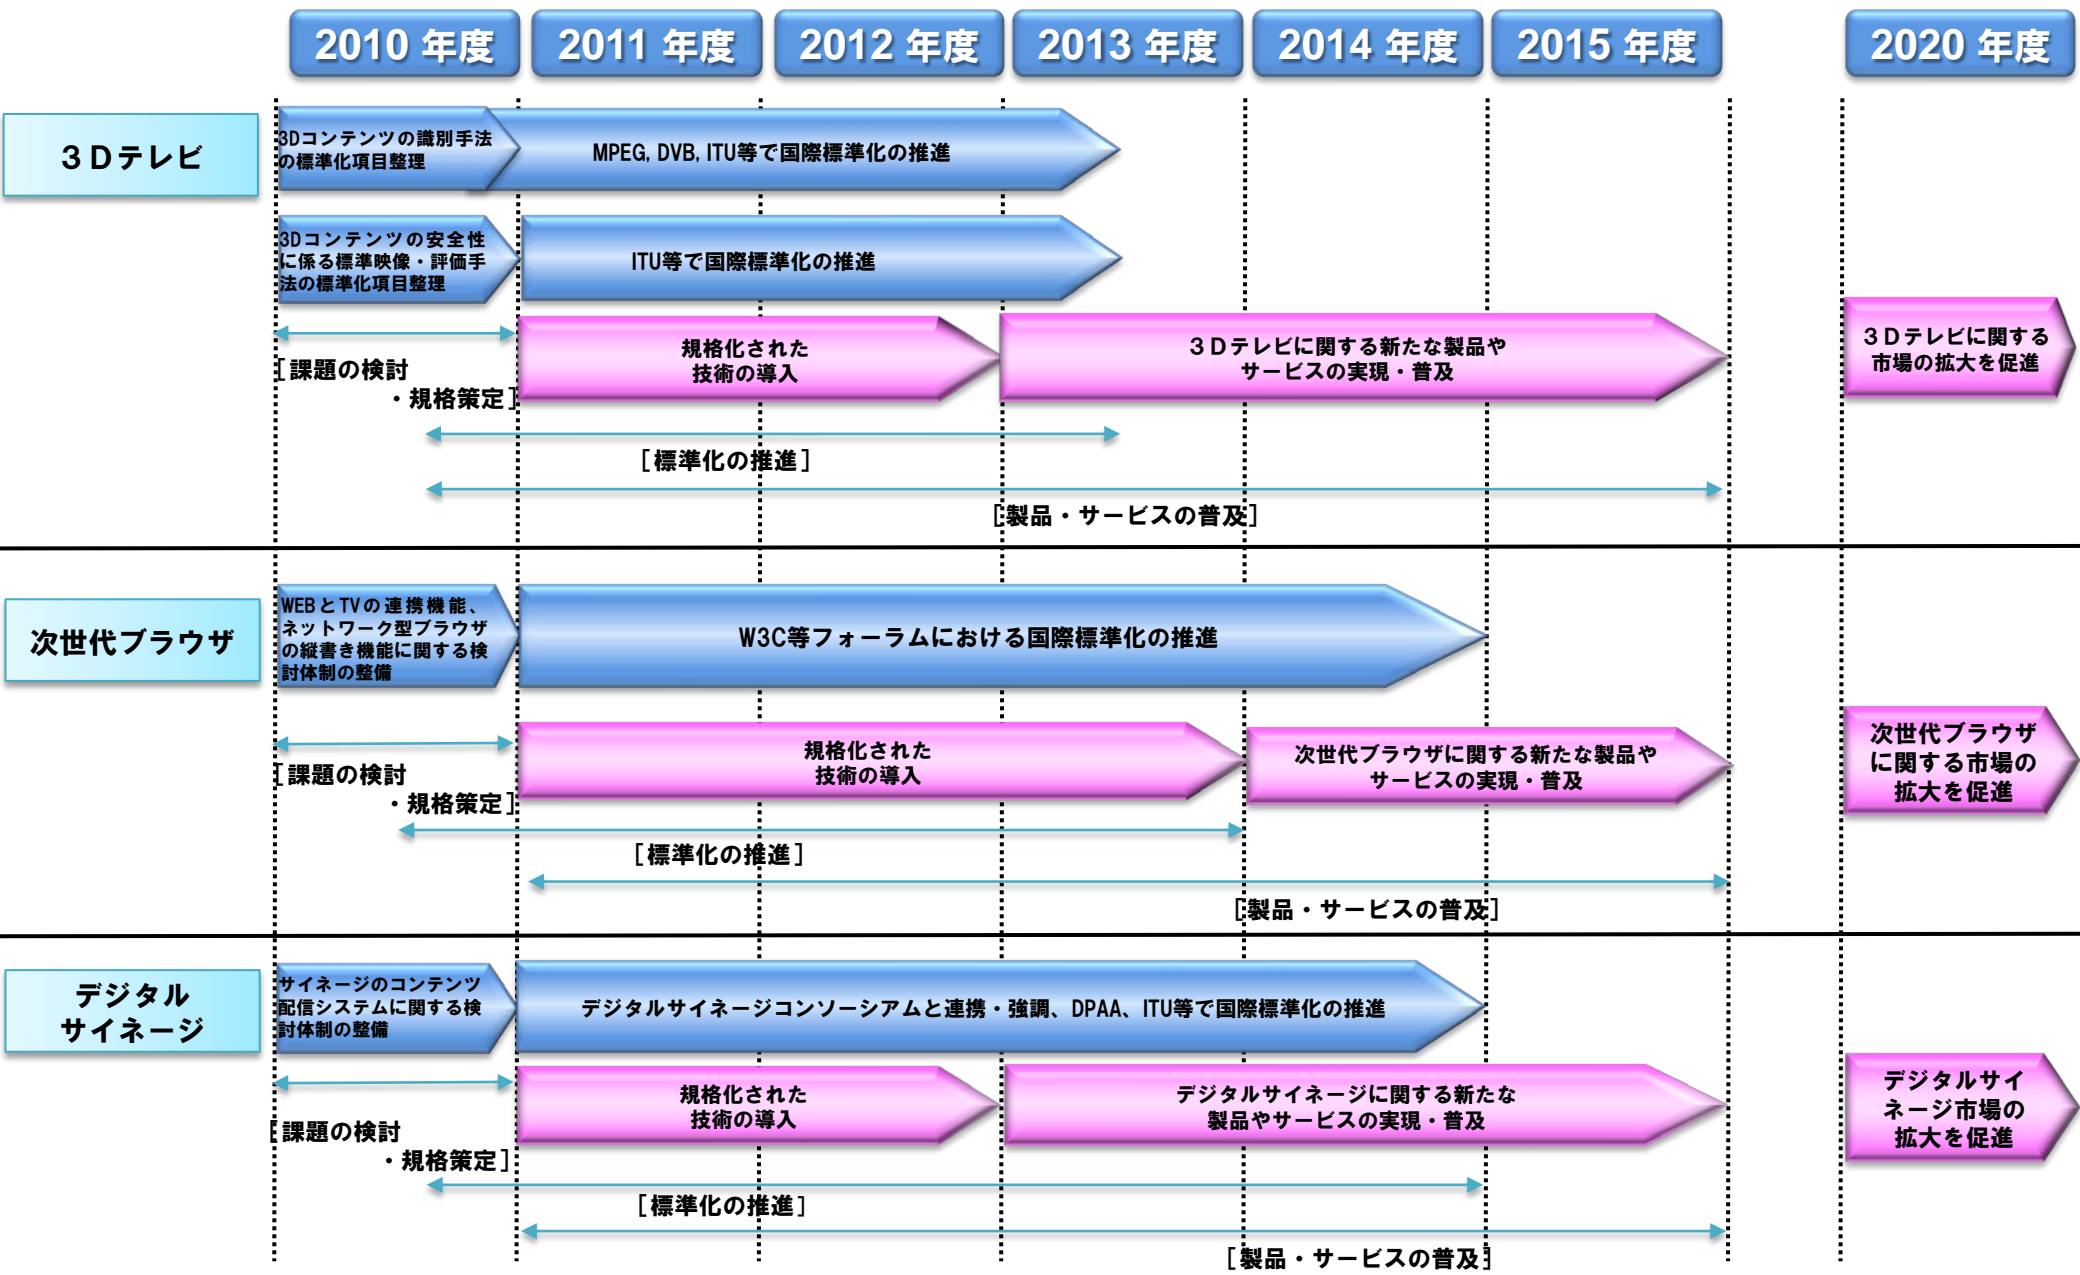 2010 年度
2011 年度
2012 年度
2013 年度
2014 年度
2015 年度
2020 年度
３Ｄテレビ
3Dコンテンツの識別手法
の標準化項目整理
MPEG, DVB, ITU等で国際標準化の推進
3Dコンテンツの安全性
に係る標準映像・評価手
法の標準化項目整理
ITU等で国際標準化の推進
規格化された
技術の導入
３Ｄテレビに関する新たな製品や
サービスの実現・普及
３Ｄテレビに関する
市場の拡大を促進
［課題の検討
・規格策定］
［標準化の推進］
［製品・サービスの普及］
次世代ブラウザ
WEBとTVの連携機能、
ネットワーク型ブラウザ
の縦書き機能に関する検
討体制の整備
W3C等フォーラムにおける国際標準化の推進
規格化された
技術の導入
次世代ブラウザに関する新たな製品や
サービスの実現・普及
次世代ブラウザ
に関する市場の
拡大を促進
［課題の検討
・規格策定］
［標準化の推進］
［製品・サービスの普及］
デジタル
サイネージ
サイネージのコンテンツ
配信システムに関する検
討体制の整備
デジタルサイネージコンソーシアムと連携・強調、DPAA、ITU等で国際標準化の推進
規格化された
技術の導入
デジタルサイネージに関する新たな
製品やサービスの実現・普及
デジタルサイ
ネージ市場の
拡大を促進
［課題の検討
・規格策定］
［標準化の推進］
［製品・サービスの普及］